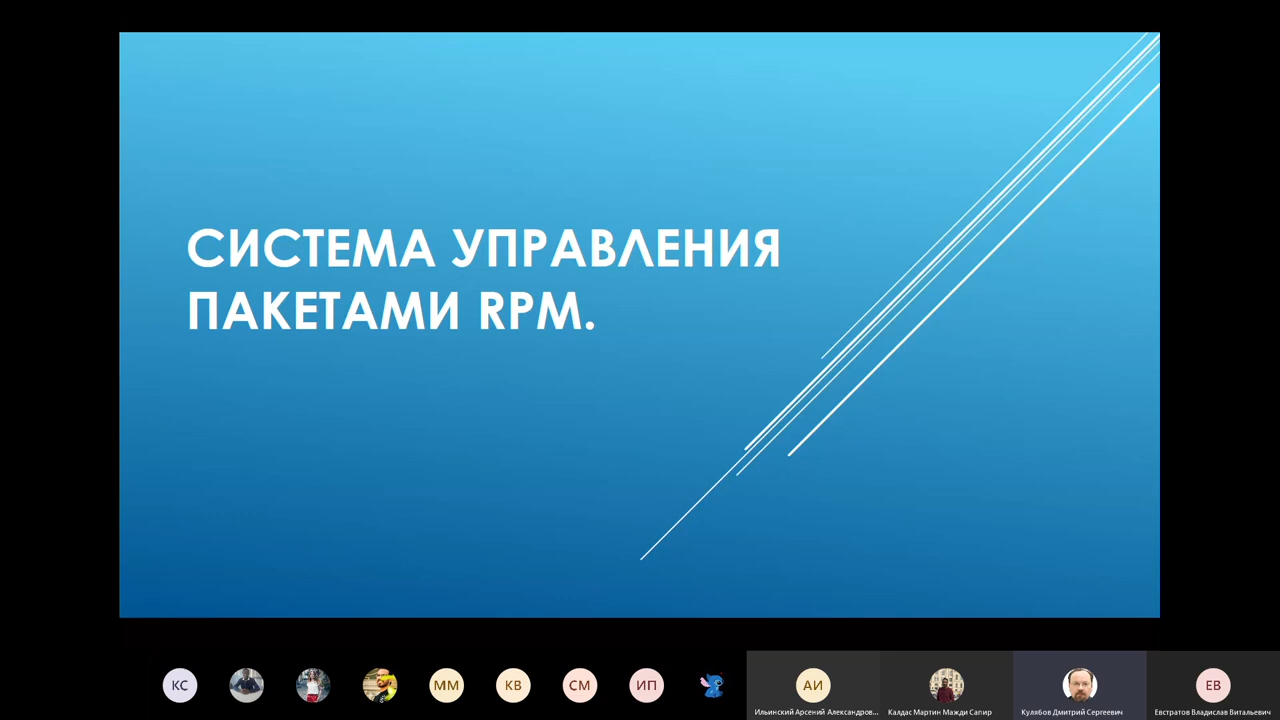 СИСТЕМА УПРАВЛЕНИЯ
ПАКЕТАМИ RPM.
КС
ММ
КВ
СМ
ИП
АИ
ЕВ
Ильинский Арсений Александров...
Калдас Мартин Мажди Сапир
Кулябов Дмитрий Сергеевич
Евстратов Владислав Витальевич